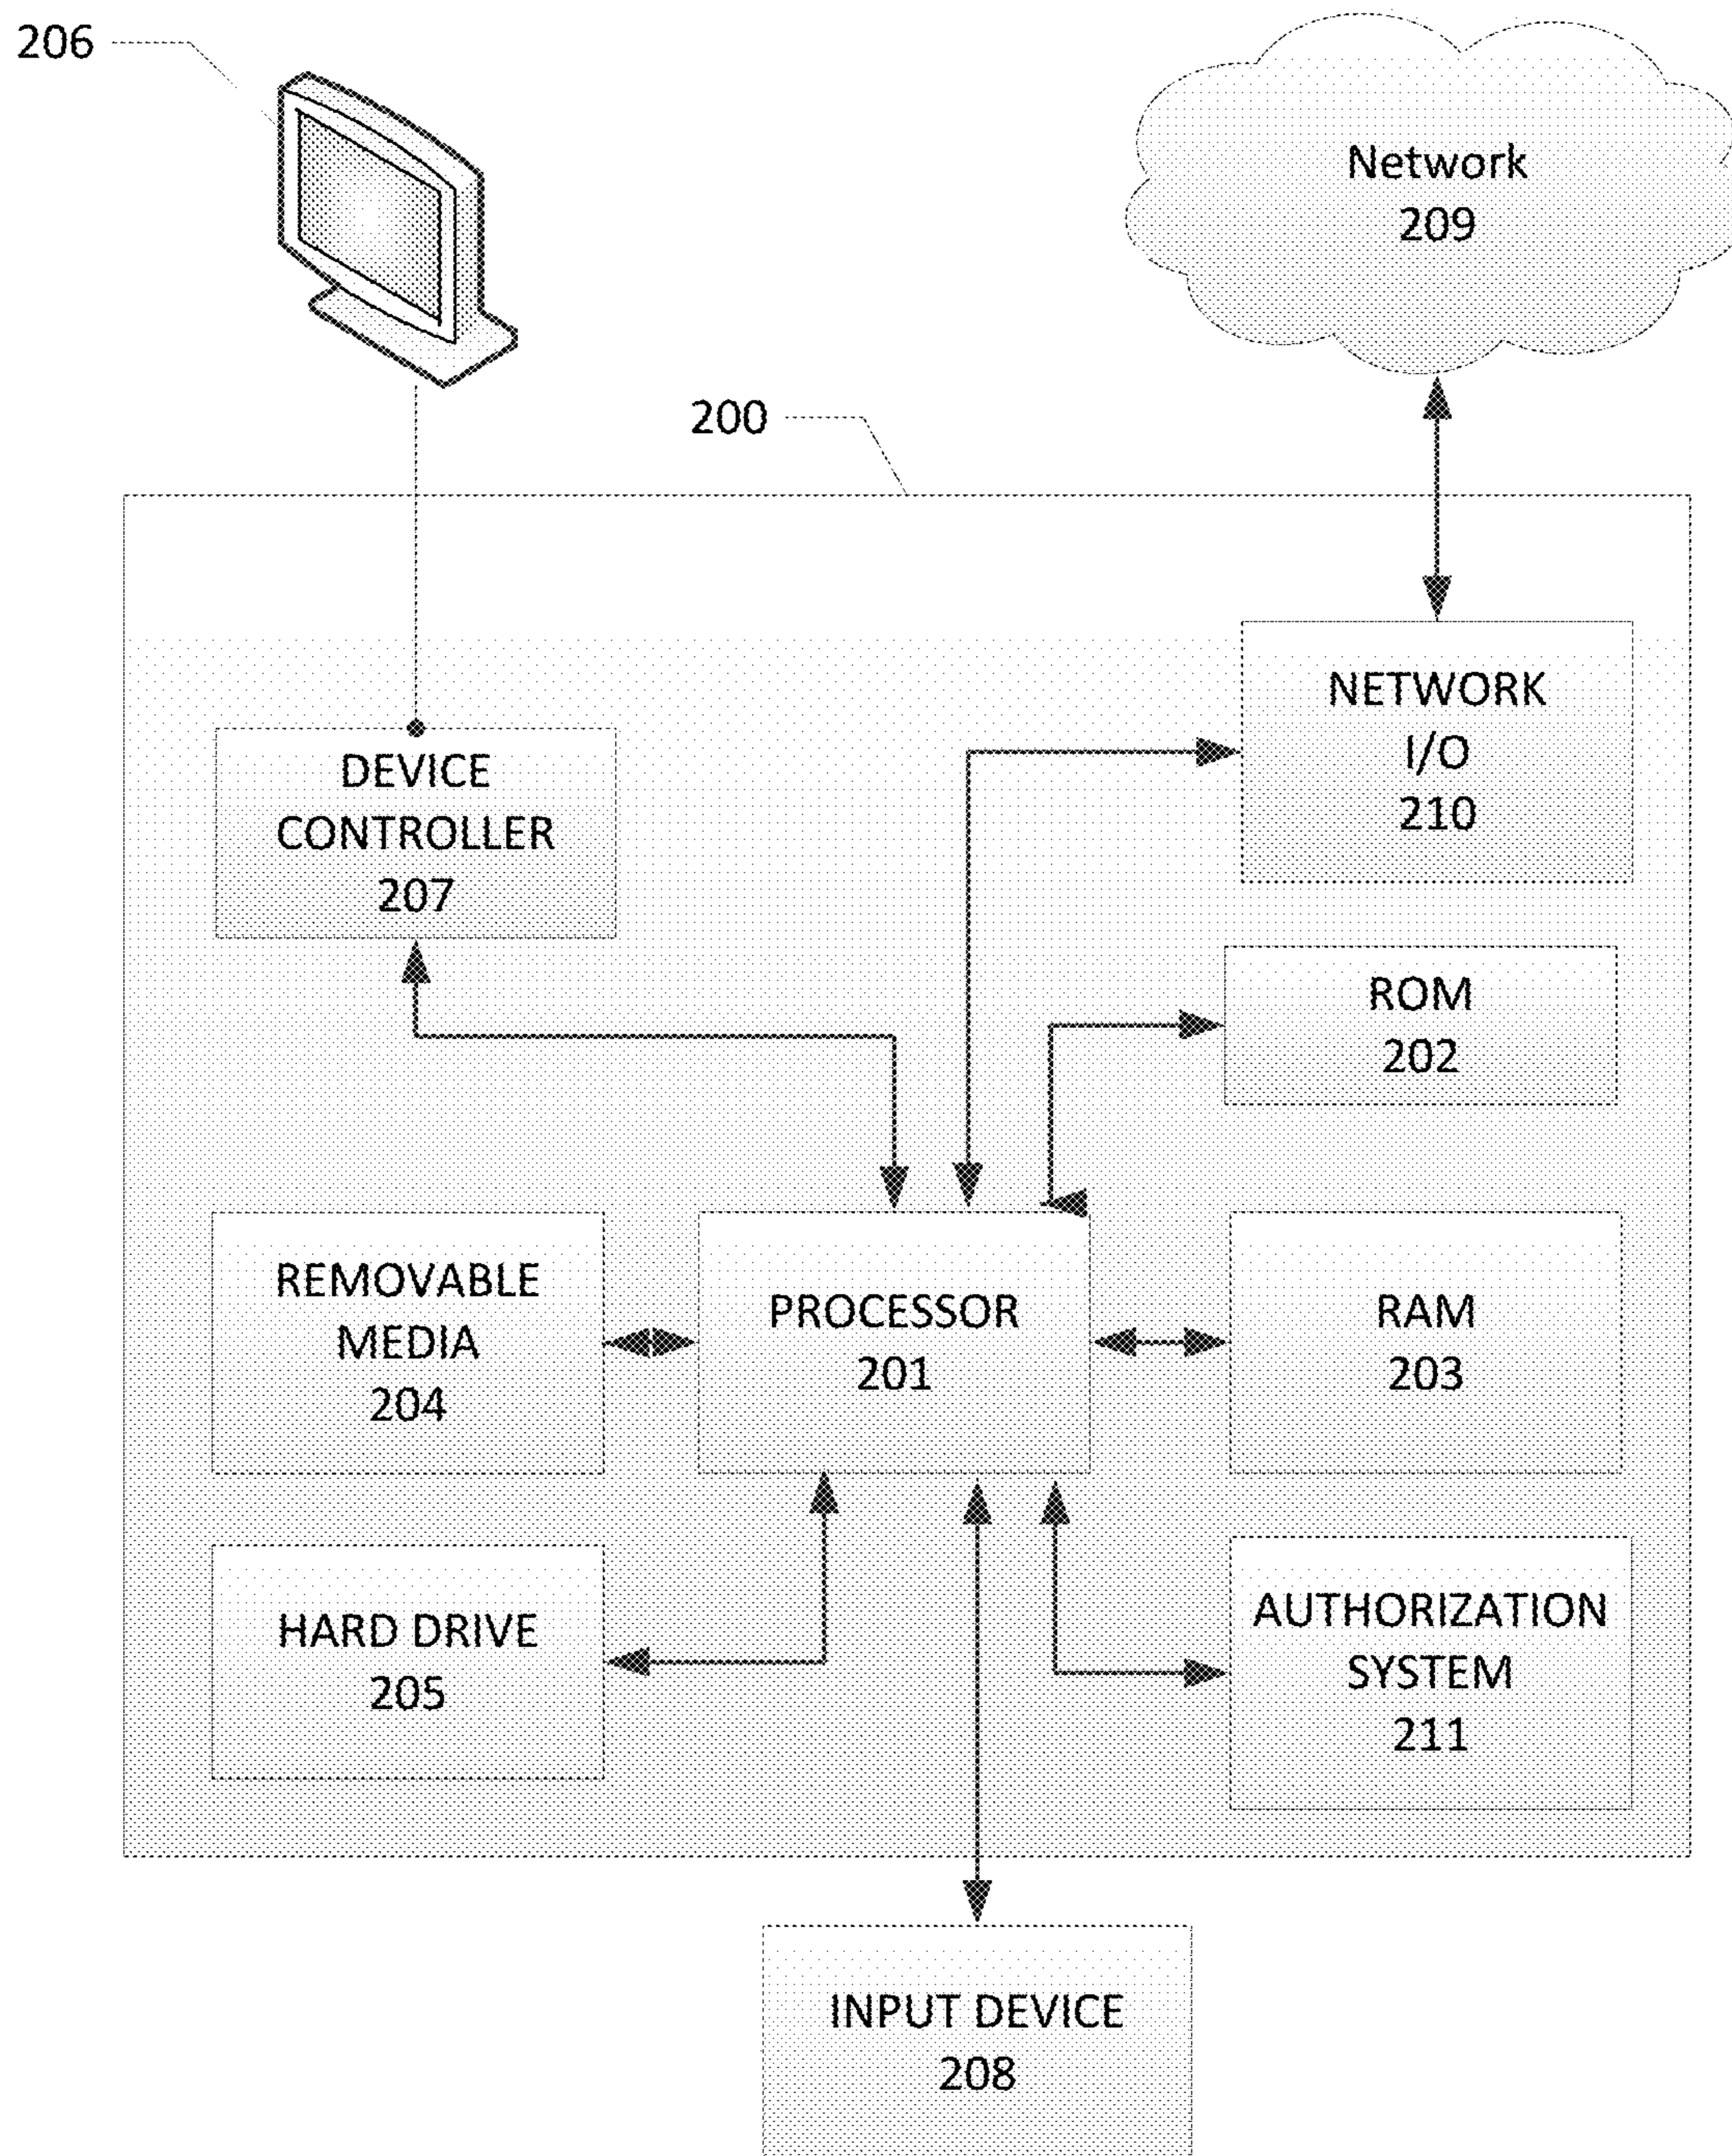 206
Network
209
200
NETWORK
I/O
210
DEVICE
CONTROLLER
207
ROM
202
REMOVABLE
MEDIA
204
PROCESSOR
201
RAM
203
HARD DRIVE
205
AUTHORIZATION
SYSTEM
211
INPUT DEVICE
208